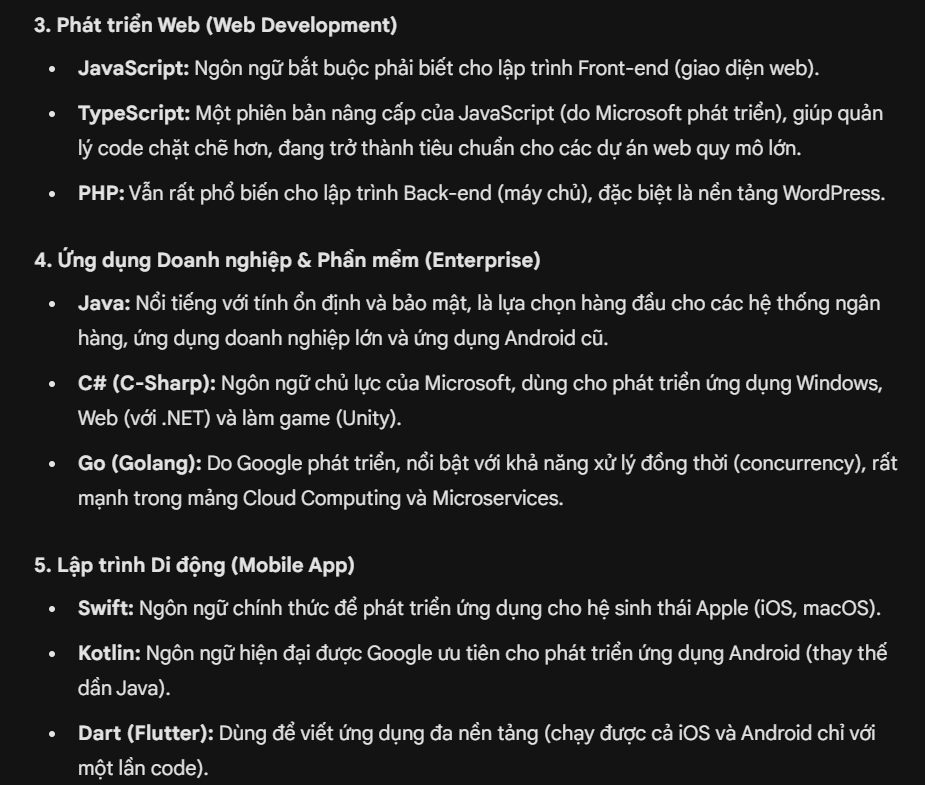 3. Phát triển Web (Web Development)
• JavaScript: Ngôn ngữ bắt buộc phải biết cho lập trình Front-end (giao diện web).
• TypeScript: Một phiên bản nâng cấp của JavaScript (do Microsoft phát triển), giúp quản
lý code chặt chẽ hơn, đang trở thành tiêu chuẩn cho các dự án web quy mô lớn.
• PHP: Vẫn rất phổ biến cho lập trình Back-end (máy chủ), đặc biệt là nền tảng WordPress.
4. Ứng dụng Doanh nghiệp & Phần mềm (Enterprise)
• Java: Nổi tiếng với tính ổn định và bảo mật, là lựa chọn hàng đầu cho các hệ thống ngân
hàng, ứng dụng doanh nghiệp lớn và ứng dụng Android cũ.
• C# (C-Sharp): Ngôn ngữ chủ lực của Microsoft, dùng cho phát triển ứng dụng Windows,
Web (với .NET) và làm game (Unity).
• Go (Golang): Do Google phát triển, nổi bật với khả năng xử lý đồng thời (concurrency), rất
mạnh trong mảng Cloud Computing và Microservices.
5. Lập trình Di động (Mobile App)
• Swift: Ngôn ngữ chính thức để phát triển ứng dụng cho hệ sinh thái Apple (iOS, macOS).
• Kotlin: Ngôn ngữ hiện đại được Google ưu tiên cho phát triển ứng dụng Android (thay thế
dần Java).
• Dart (Flutter): Dùng để viết ứng dụng đa nền tảng (chạy được cả iOS và Android chỉ với
một lần code).